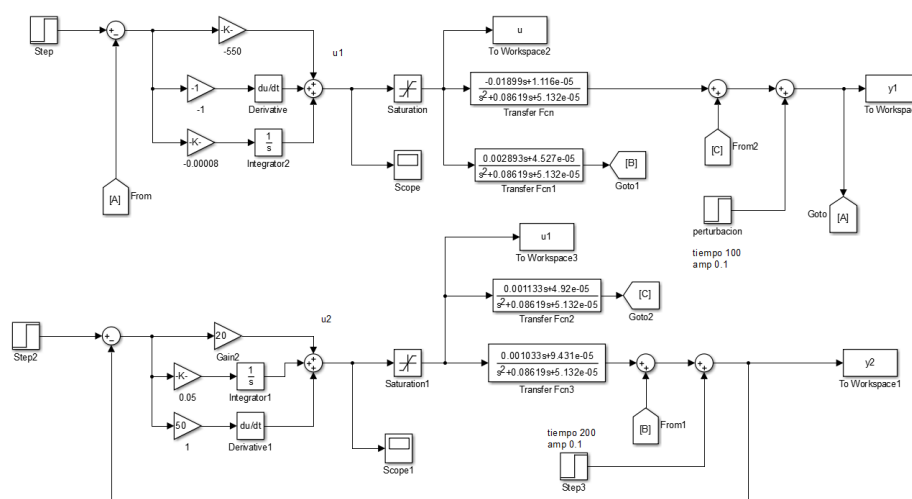 Step
-K-
-550
u1
u
To Workspace2
-1
-1
du/dt
Derivative
-K-
-0.00008
1
s
Integrator2
Saturation
Scope
-0.01899s+1.116e-05
s²+0.08619s+5.132e-05
Transfer Fcn
0.002893s+4.527e-05
s²+0.08619s+5.132e-05
Transfer Fcn1
[B]
Goto1
[C]
From2
y1
To Workspace
[A]
From
perturbacion
Goto
[A]
tiempo 100
amp 0.1
u1
To Workspace3
Step2
20
Gain2
u2
0.001133s+4.92e-05
s²+0.08619s+5.132e-05
Transfer Fcn2
[C]
Goto2
-K-
0.05
1
s
Integrator1
50
1
du/dt
Derivative1
Saturation1
0.001033s+9.431e-05
s²+0.08619s+5.132e-05
Transfer Fcn3
y2
To Workspace1
[B]
From1
Scope1
tiempo 200
amp 0.1
Step3